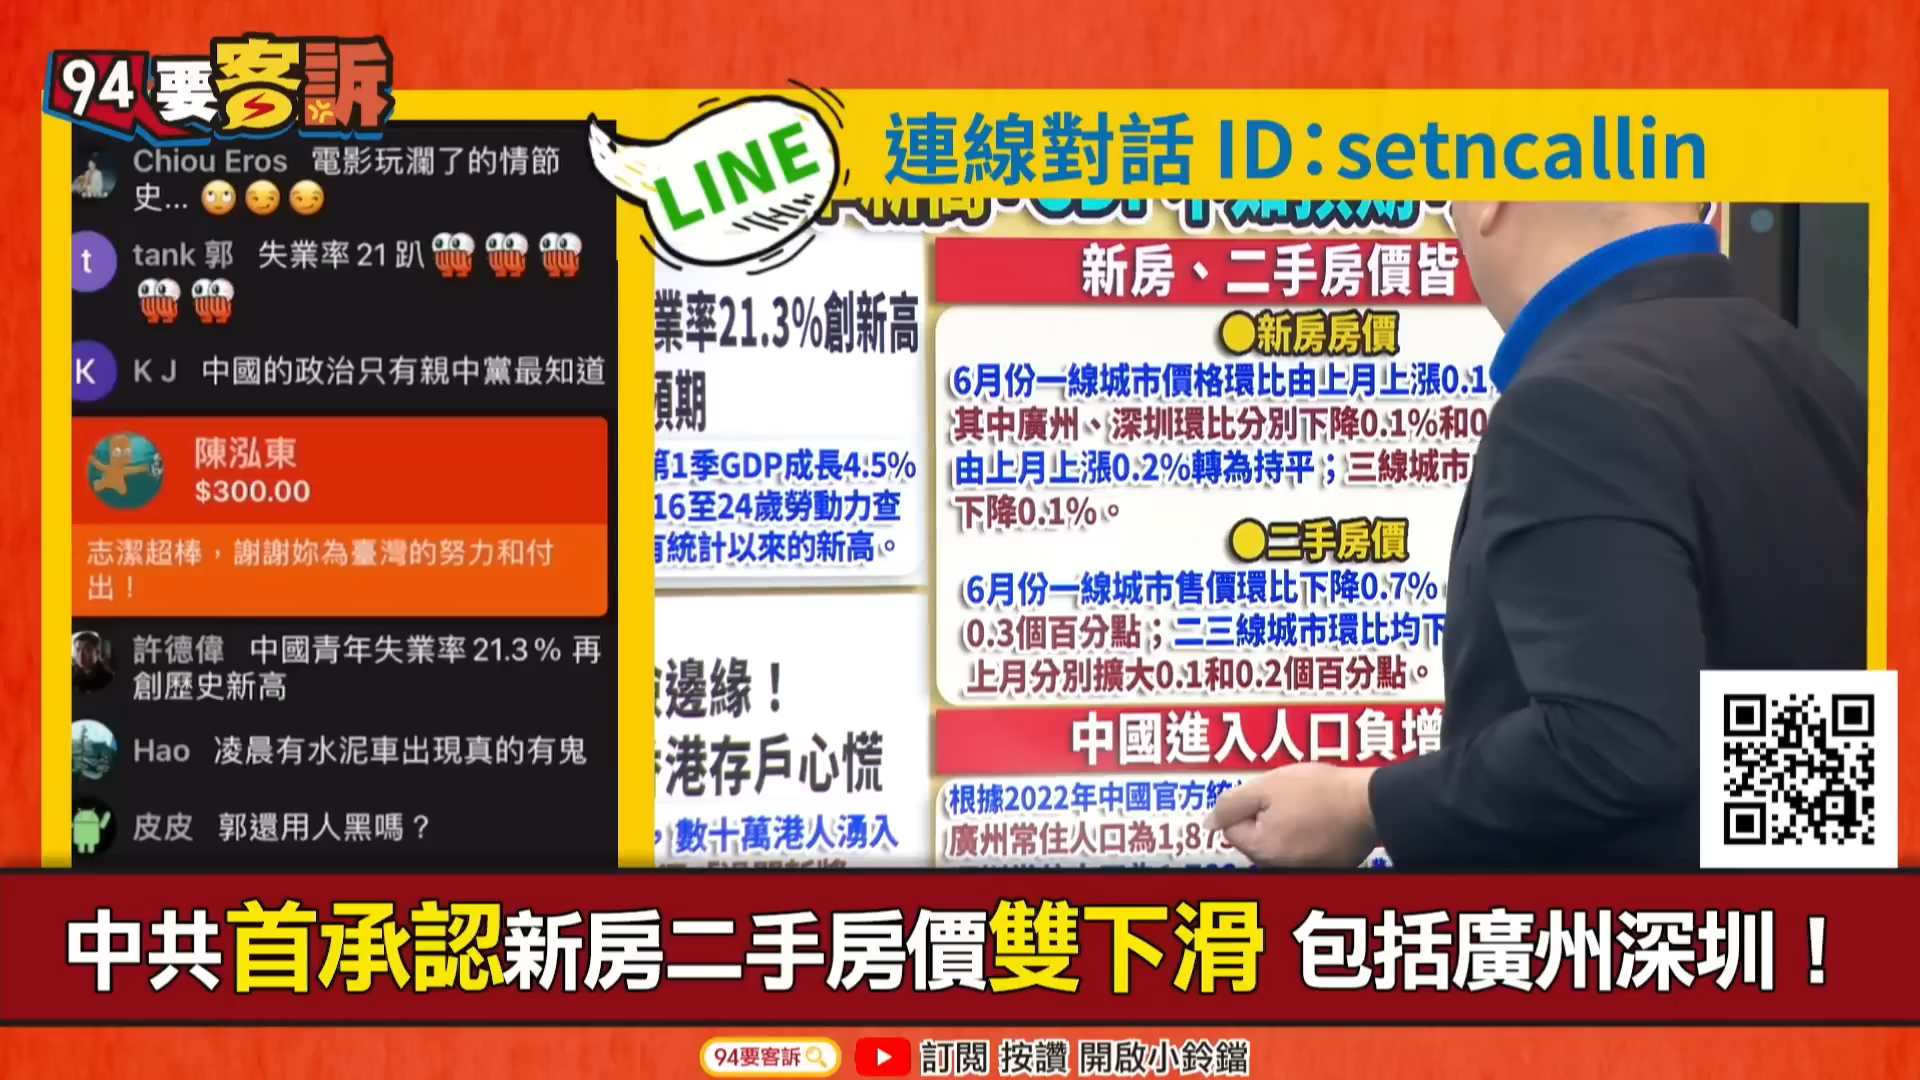 94要客訴
LINE
連線對話 ID:setncallin
Chiou Eros 電影玩瀾了的情節
史...
tank 郭 失業率21趴
K J 中國的政治只有親中黨最知道
陳泓東
$300.00
志潔超棒，謝謝妳為臺灣的努力和付
出！
許德偉 中國青年失業率21.3% 再
創歷史新高
Hao 凌晨有水泥車出現真的有鬼
皮皮 郭還用人黑嗎？
業率21.3%創新高
預期
第1季GDP成長4.5%
16至24歲勞動力查
有統計以來的新高。
邊緣！
港存戶心慌
，數十萬港人湧入
新房、二手房價皆
●新房房價
6月份一線城市價格環比由上月上漲0.1
其中廣州、深圳環比分別下降0.1%和0
由上月上漲0.2%轉為持平；三線城市
下降0.1%。
●二手房價
6月份一線城市售價環比下降0.7%
0.3個百分點；二三線城市環比均下
上月分別擴大0.1和0.2個百分點。
中國進入人口負增
根據2022年中國官方統
廣州常住人口為1,873
中共首承認新房二手房價雙下滑 包括廣州深圳！
94要客訴 訂閱 按讚 開啟小鈴鐺